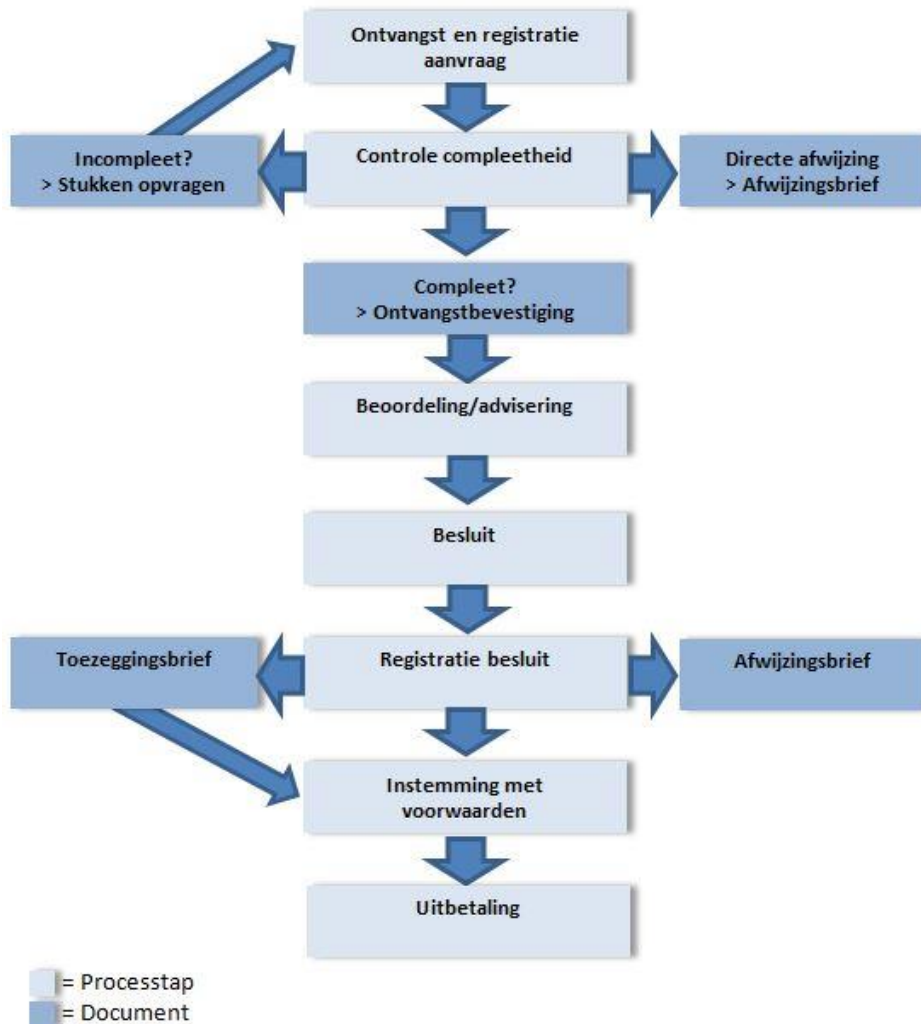 Ontvangst en registratie
aanvraag
Incompleet?
> Stukken opvragen
Controle compleetheid
Directe afwijzing
> Afwijzingsbrief
Compleet?
> Ontvangstbevestiging
Beoordeling/advisering
Besluit
Toezeggingsbrief
Registratie besluit
Afwijzingsbrief
Instemming met
voorwaarden
Uitbetaling
= Processtap
= Document